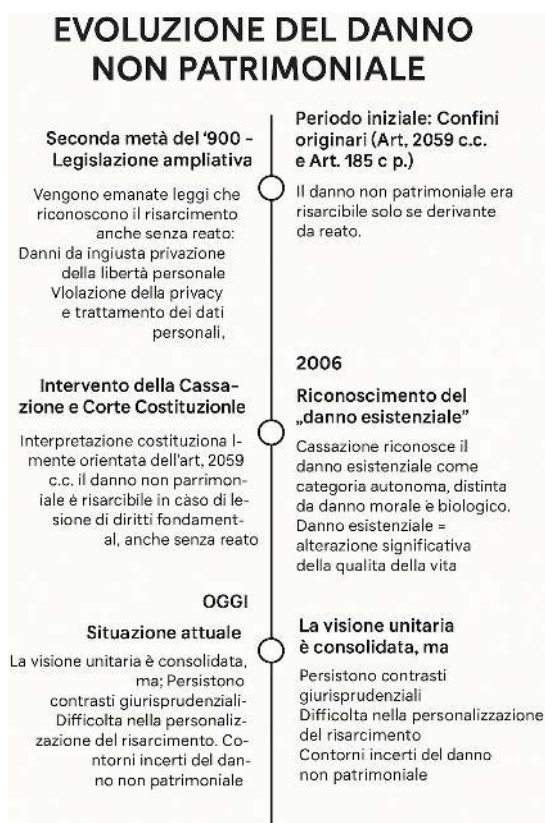 EVOLUZIONE DEL DANNO
NON PATRIMONIALE
Seconda metà del '900 –
Legislazione ampliativa
Vengono emanate leggi che
riconoscono il risarcimento
anche senza reato:
Danni da ingiusta privazione
della libertà personale
Vlolazione della privacy
e trattamento dei dati
personali,
Periodo iniziale: Confini
originari (Art, 2059 c.c.
e Art. 185 c p.)
Il danno non patrimoniale era
risarcibile solo se derivante
da reato.
Intervento della Cassa-
zione e Corte Costituzionle
Interpretazione costituziona l-
mente orientata dell'art, 2059
c.c. il danno non parrimon-
iale è risarcibile in càso di le-
sione di diritti fondament-
al, anche senza reato
2006
Riconoscimento del
„danno esistenziale”
Cassazione riconosce il
danno esistenziale come
categoria autonoma, distinta
da danno morale è biologico.
Danno esistenziale =
alterazione significativa
della qualita della vita
OGGI
Situazione attuale
La visione unitaria è consolidata,
ma; Persistono
contrasti giurisprudenziali-
Difficolta nella personaliz-
zazione del risarcimento. Co-
ntorni incerti del dan-
no non patrimoniale
La visione unitaria
è consolidata, ma
Persistono contrasti
giurisprudenziali
Difficolta nella personalizzazione
del risarcimento
Contorni incerti del danno
non patrimoniale